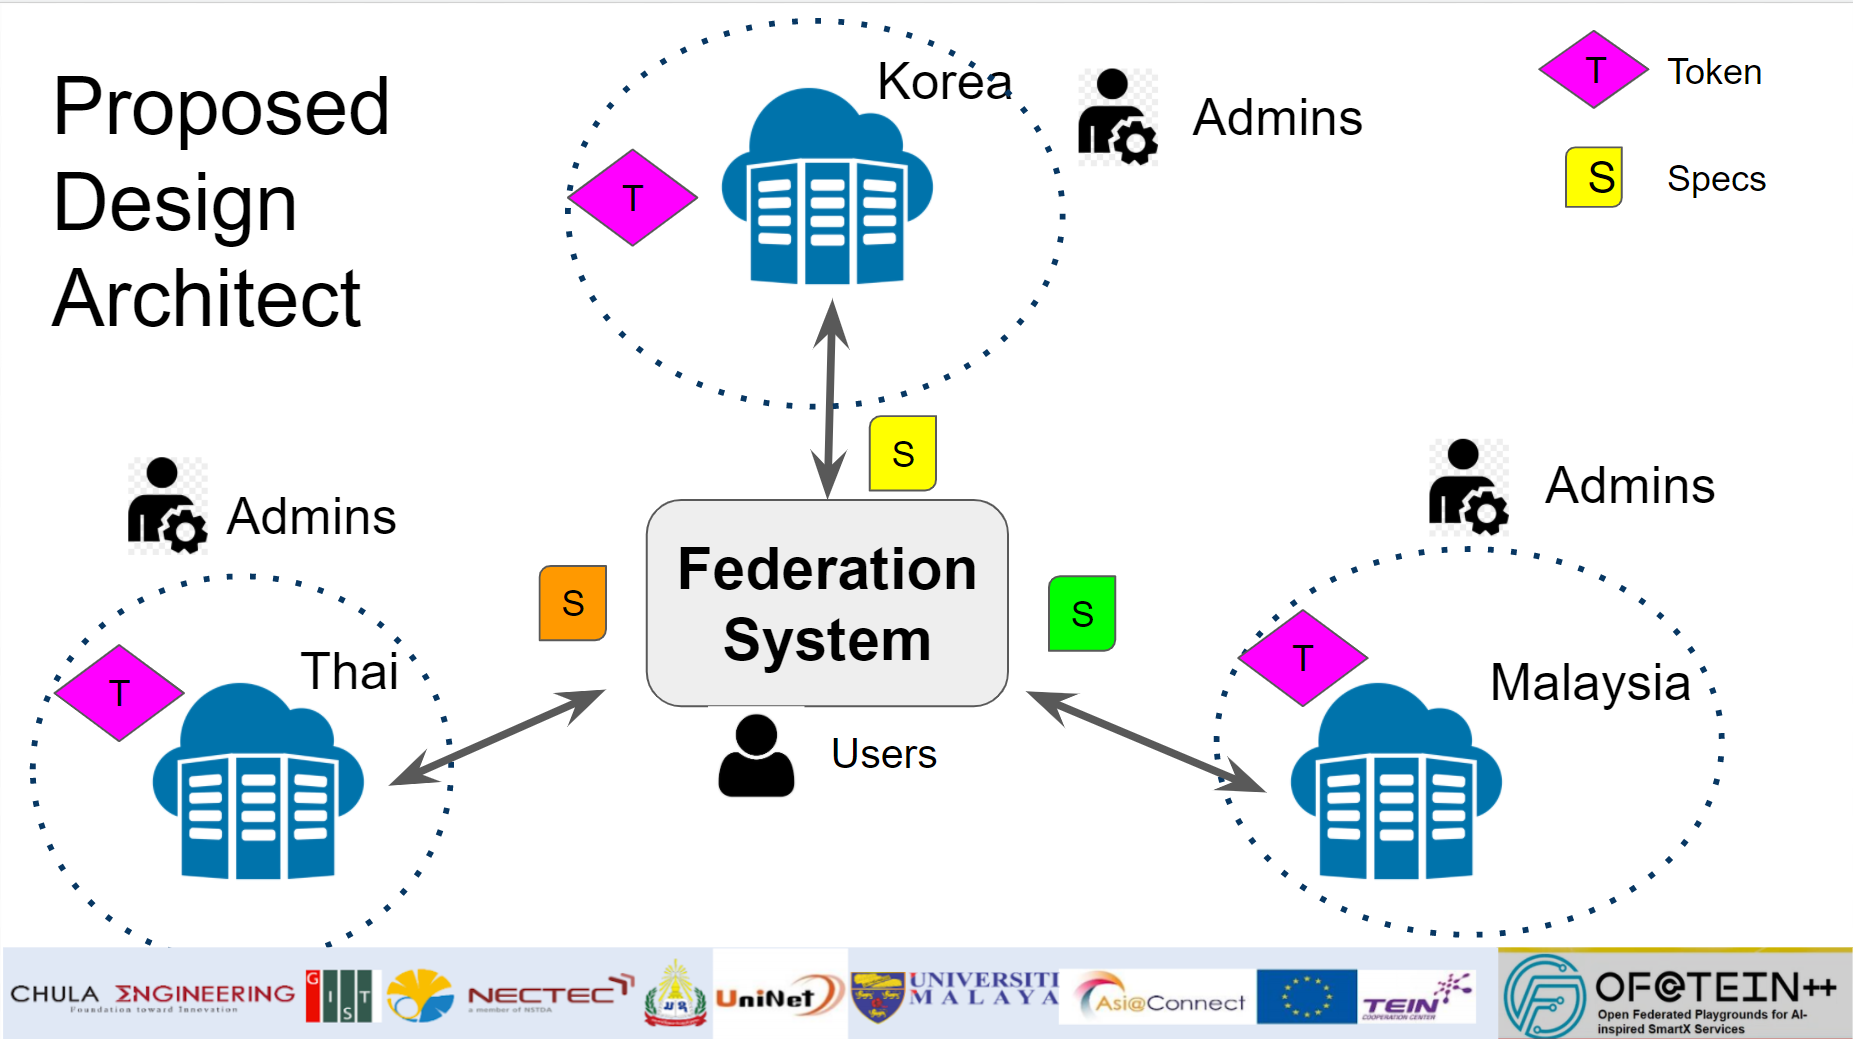 Proposed
Design
Architect
Korea
Admins
T
Token
S
Specs
T
S
Admins
Admins
Federation
System
S
S
T
Thai
T
Malaysia
Users
CHULA ΣNGINEERING
Foundation toward Innovation
G
I
S
T
NECTEC
a member of NSTDA
UniNet
UNIVERSITI
MALAYA
Asi@Connect
TEIN
COOPERATION CENTER
OF@TEIN++
Open Federated Playgrounds for AI-
inspired SmartX Services